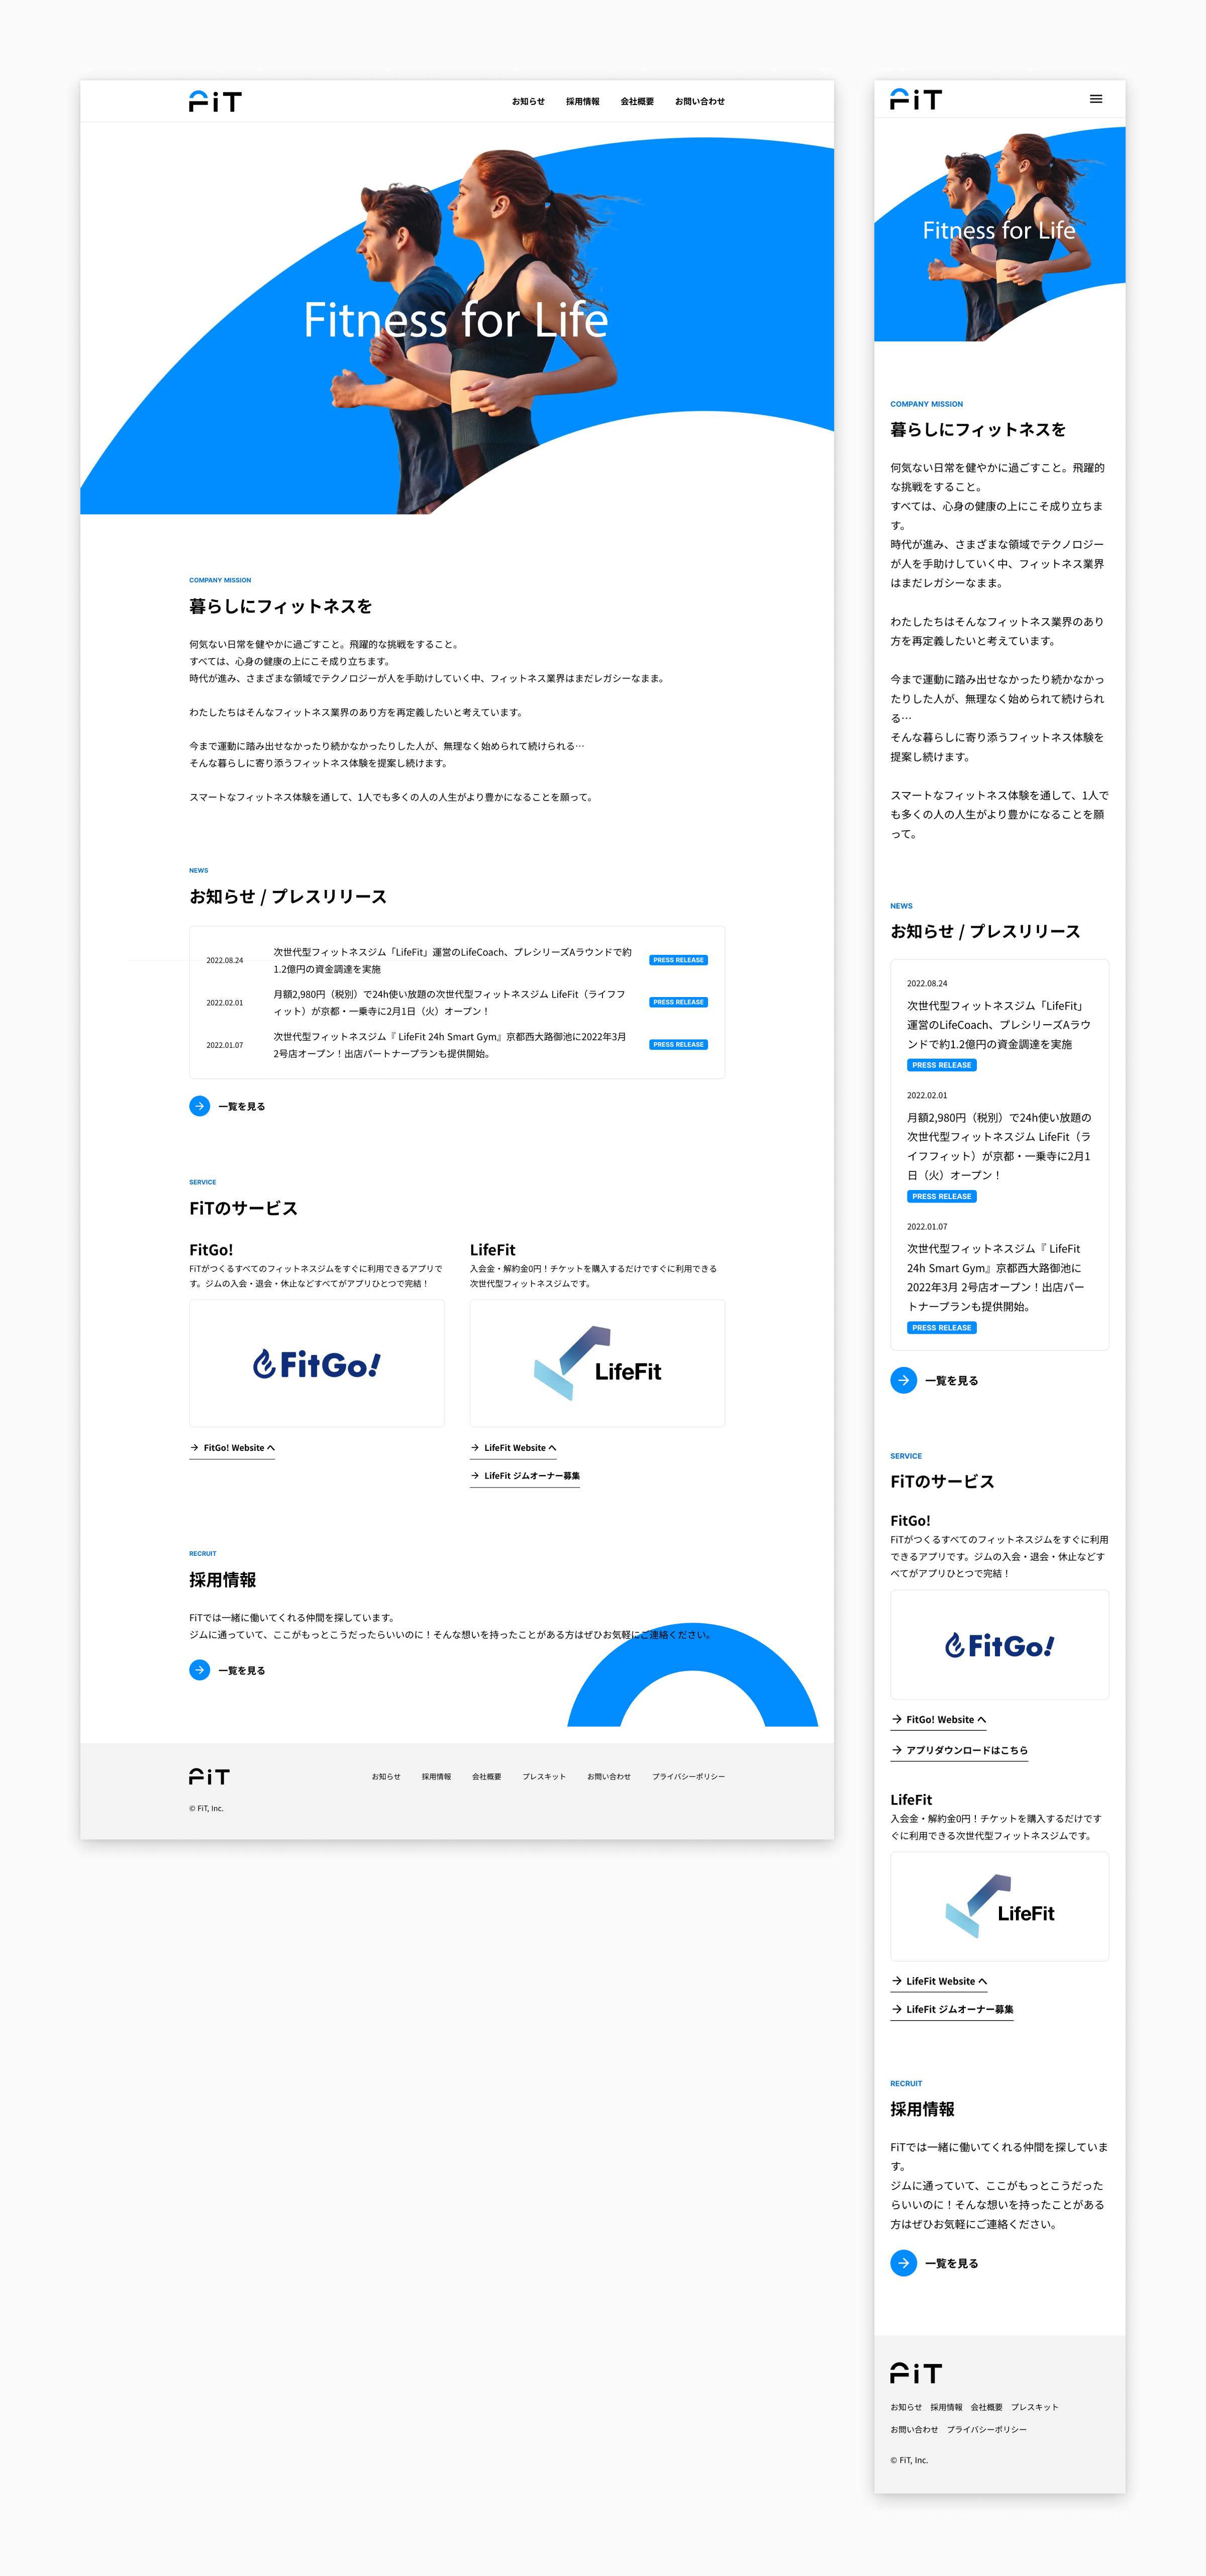 FiT
お知らせ 採用情報 会社概要 お問い合わせ
Fitness for Life
COMPANY MISSION
暮らしにフィットネスを
何気ない日常を健やかに過ごすこと。飛躍的な挑戦をすること。
すべては、心身の健康の上にこそ成り立ちます。
時代が進み、さまざまな領域でテクノロジーが人を手助けしていく中、フィットネス業界はまだレガシーなまま。
わたしたちはそんなフィットネス業界のあり方を再定義したいと考えています。
今まで運動に踏み出せなかったり続かなかったりした人が、無理なく始められて続けられる…
そんな暮らしに寄り添うフィットネス体験を提案し続けます。
スマートなフィットネス体験を通して、1人でも多くの人の人生がより豊かになることを願って。
NEWS
お知らせ / プレスリリース
2022.08.24
次世代型フィットネスジム「LifeFit」運営のLifeCoach、プレシリーズAラウンドで約
1.2億円の資金調達を実施
PRESS RELEASE
2022.02.01
月額2,980円（税別）で24h使い放題の次世代型フィットネスジム LifeFit（ライフフ
ィット）が京都・一乗寺に2月1日（火）オープン！
PRESS RELEASE
2022.01.07
次世代型フィットネスジム『 LifeFit 24h Smart Gym』京都西大路御池に2022年3月
2号店オープン！出店パートナープランも提供開始。
PRESS RELEASE
一覧を見る
SERVICE
FiTのサービス
FitGo!
FiTがつくるすべてのフィットネスジムをすぐに利用できるアプリで
す。ジムの入会・退会・休止などすべてがアプリひとつで完結！
FitGo!
FitGo! Website へ
LifeFit
入会金・解約金0円！チケットを購入するだけですぐに利用できる
次世代型フィットネスジムです。
LifeFit
LifeFit Website へ
LifeFit ジムオーナー募集
RECRUIT
採用情報
FiTでは一緒に働いてくれる仲間を探しています。
ジムに通っていて、ここがもっとこうだったらいいのに！そんな想いを持ったことがある方はぜひお気軽にご連絡ください。
一覧を見る
FiT
お知らせ 採用情報 会社概要 プレスキット お問い合わせ プライバシーポリシー
© FiT, Inc.
FiT
Fitness for Life
COMPANY MISSION
暮らしにフィットネスを
何気ない日常を健やかに過ごすこと。飛躍的
な挑戦をすること。
すべては、心身の健康の上にこそ成り立ちま
す。
時代が進み、さまざまな領域でテクノロジー
が人を手助けしていく中、フィットネス業界
はまだレガシーなまま。
わたしたちはそんなフィットネス業界のあり
方を再定義したいと考えています。
今まで運動に踏み出せなかったり続かなかっ
たりした人が、無理なく始められて続けられ
る…
そんな暮らしに寄り添うフィットネス体験を
提案し続けます。
スマートなフィットネス体験を通して、1人で
も多くの人の人生がより豊かになることを願
って。
NEWS
お知らせ / プレスリリース
2022.08.24
次世代型フィットネスジム「LifeFit」
運営のLifeCoach、プレシリーズAラウ
ンドで約1.2億円の資金調達を実施
PRESS RELEASE
2022.02.01
月額2,980円（税別）で24h使い放題の
次世代型フィットネスジム LifeFit（ラ
イフフィット）が京都・一乗寺に2月1
日（火）オープン！
PRESS RELEASE
2022.01.07
次世代型フィットネスジム『 LifeFit
24h Smart Gym』京都西大路御池に
2022年3月 2号店オープン！出店パー
トナープランも提供開始。
PRESS RELEASE
一覧を見る
SERVICE
FiTのサービス
FitGo!
FiTがつくるすべてのフィットネスジムをすぐに利用
できるアプリです。ジムの入会・退会・休止などす
べてがアプリひとつで完結！
FitGo!
FitGo! Website へ
アプリダウンロードはこちら
LifeFit
入会金・解約金0円！チケットを購入するだけです
ぐに利用できる次世代型フィットネスジムです。
LifeFit
LifeFit Website へ
LifeFit ジムオーナー募集
RECRUIT
採用情報
FiTでは一緒に働いてくれる仲間を探していま
す。
ジムに通っていて、ここがもっとこうだった
らいいのに！そんな想いを持ったことがある
方はぜひお気軽にご連絡ください。
一覧を見る
FiT
お知らせ 採用情報 会社概要 プレスキット
お問い合わせ プライバシーポリシー
© FiT, Inc.